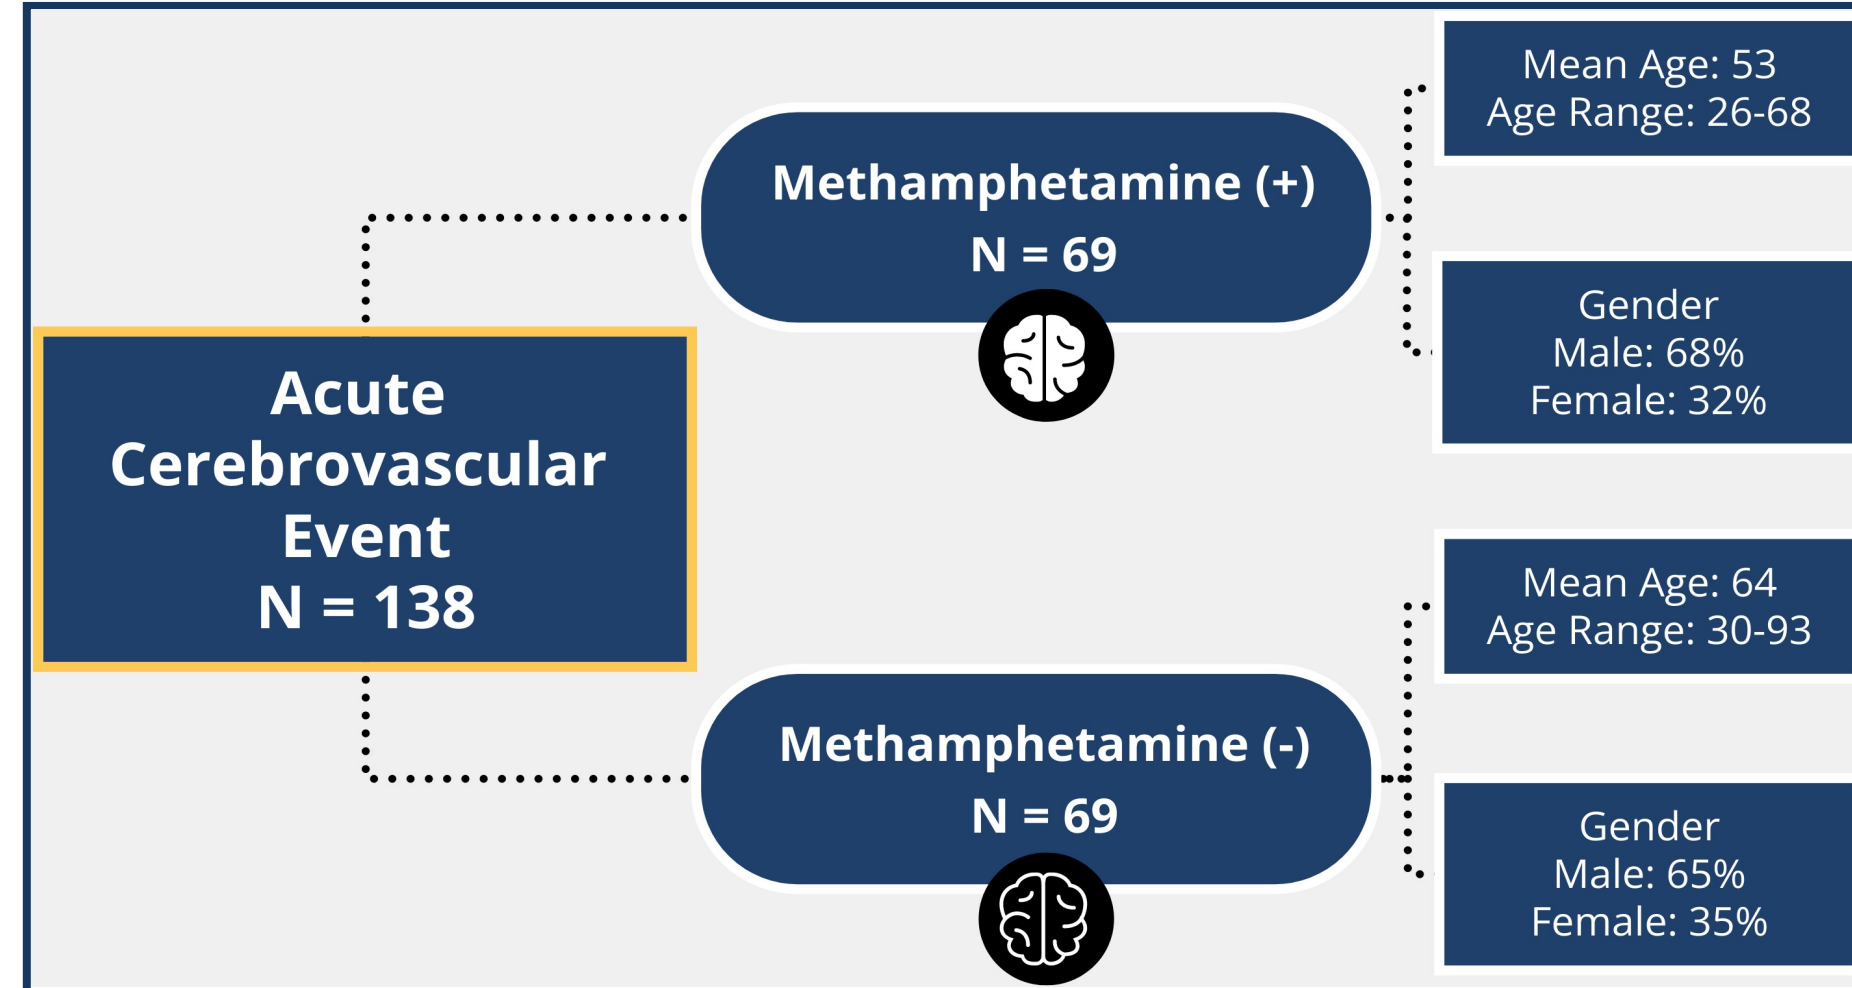 Acute
Cerebrovascular
Event
N = 138
Methamphetamine (+)
N = 69
Mean Age: 53
Age Range: 26-68
Gender
Male: 68%
Female: 32%
Methamphetamine (-)
N = 69
Mean Age: 64
Age Range: 30-93
Gender
Male: 65%
Female: 35%